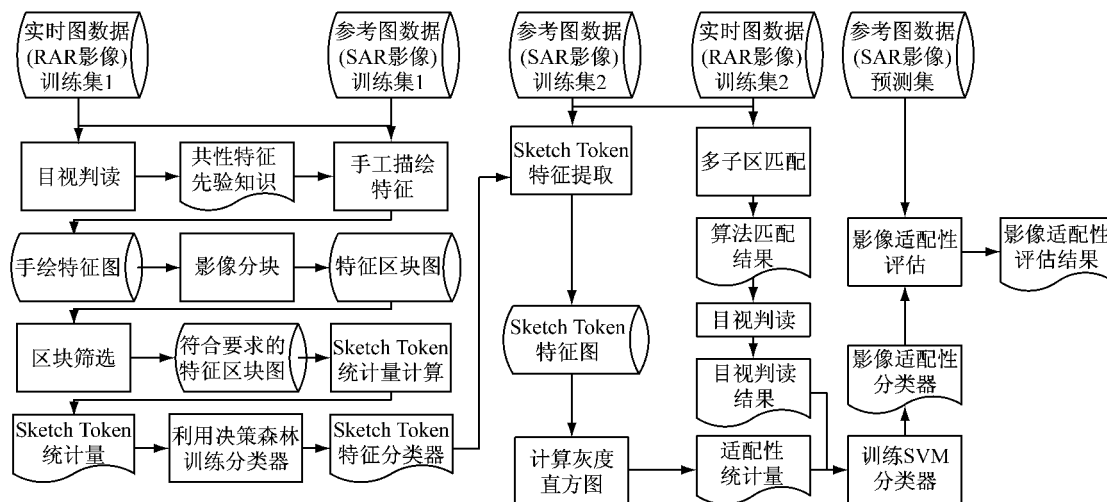 实时图数据
(RAR影像)
训练集1
参考图数据
(SAR影像)
训练集1
目视判读
共性特征
先验知识
手工描绘
特征
手绘特征图
影像分块
特征区块图
区块筛选
符合要求的
特征区块图
Sketch Token
统计量计算
Sketch Token
统计量
利用决策森林
训练分类器
Sketch Token
特征分类器
参考图数据
(SAR影像)
训练集2
实时图数据
(RAR影像)
训练集2
Sketch Token
特征提取
多子区匹配
算法匹配
结果
目视判读
Sketch Token
特征图
目视判读
结果
计算灰度
直方图
适配性
统计量
参考图数据
(SAR影像)
预测集
影像适配性
评估
影像适配性
评估结果
影像适配性
分类器
训练SVM
分类器